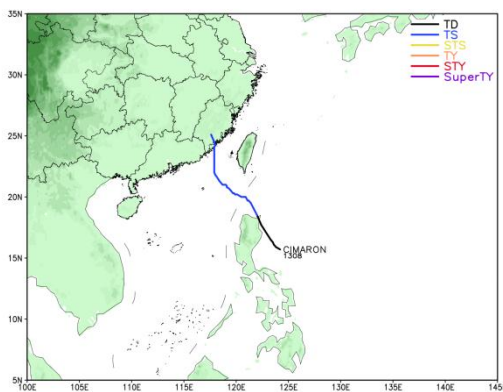 35N
TD
TS
STS
TY
STY
SuperTY
30N
25N
20N
15N
CIMARON
1308
10N
5N
100E 105E 110E 115E 120E 125E 130E 135E 140E 145